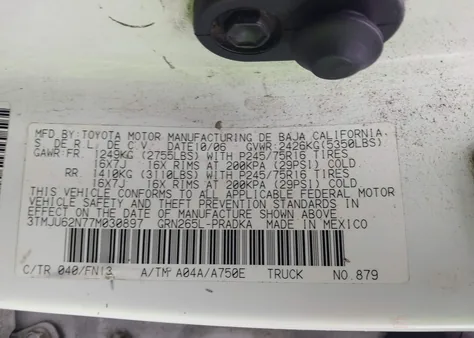 MFD.BY:TOYOTA MOTOR MANUFACTURING DE BAJA CALIFORNIA
S. DE R.L. DE C.V. DATE:10/06 GVWR:2426KG(5350LBS)
GAWR:FR. 1249KG (2755LBS) WITH P245/75R16 TIRES
16X7J 16X RIMS AT 200KPA (29PSI) COLD.
RR. 1410KG (3110LBS) WITH P245/75R16 TIRES
16X7J 16X RIMS AT 200KPA (29PSI) COLD.
THIS VEHICLE CONFORMS TO ALL APPLICABLE FEDERAL MOTOR
VEHICLE SAFETY AND THEFT PREVENTION STANDARDS IN
EFFECT ON THE DATE OF MANUFACTURE SHOWN ABOVE.
3TMJU62N77M030897 GRN265L-PRADKA MADE IN MEXICO
C/TR 040/FN13 A/TM A04A/A750E TRUCK NO.879